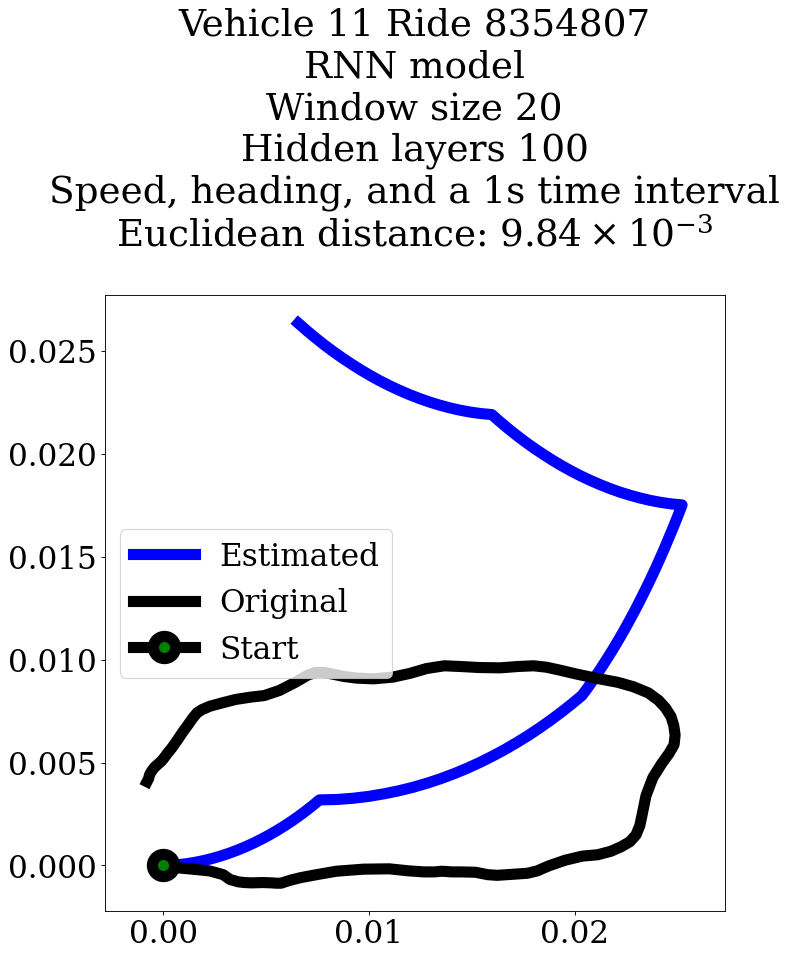 Vehicle 11 Ride 8354807
RNN model
Window size 20
Hidden layers 100
Speed, heading, and a 1s time interval
Euclidean distance: 9.84 × 10⁻³
0.025
0.020
0.015
0.010
0.005
0.000
Estimated
Original
Start
0.00 0.01 0.02